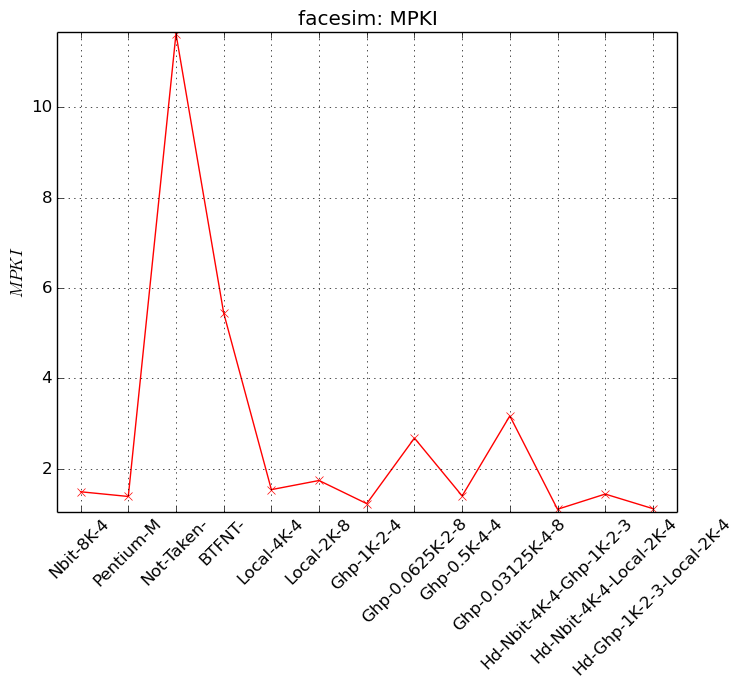 facesim: MPKI
MPKI
10
8
6
4
2
Nbit-8K-4
Pentium-M
Not-Taken-
BTFNT-
Local-4K-4
Local-2K-8
Ghp-1K-2-4
Ghp-0.0625K-2-8
Ghp-0.5K-4-4
Ghp-0.03125K-4-8
Hd-Nbit-4K-4-Ghp-1K-2-3
Hd-Nbit-4K-4-Local-2K-4
Hd-Ghp-1K-2-3-Local-2K-4